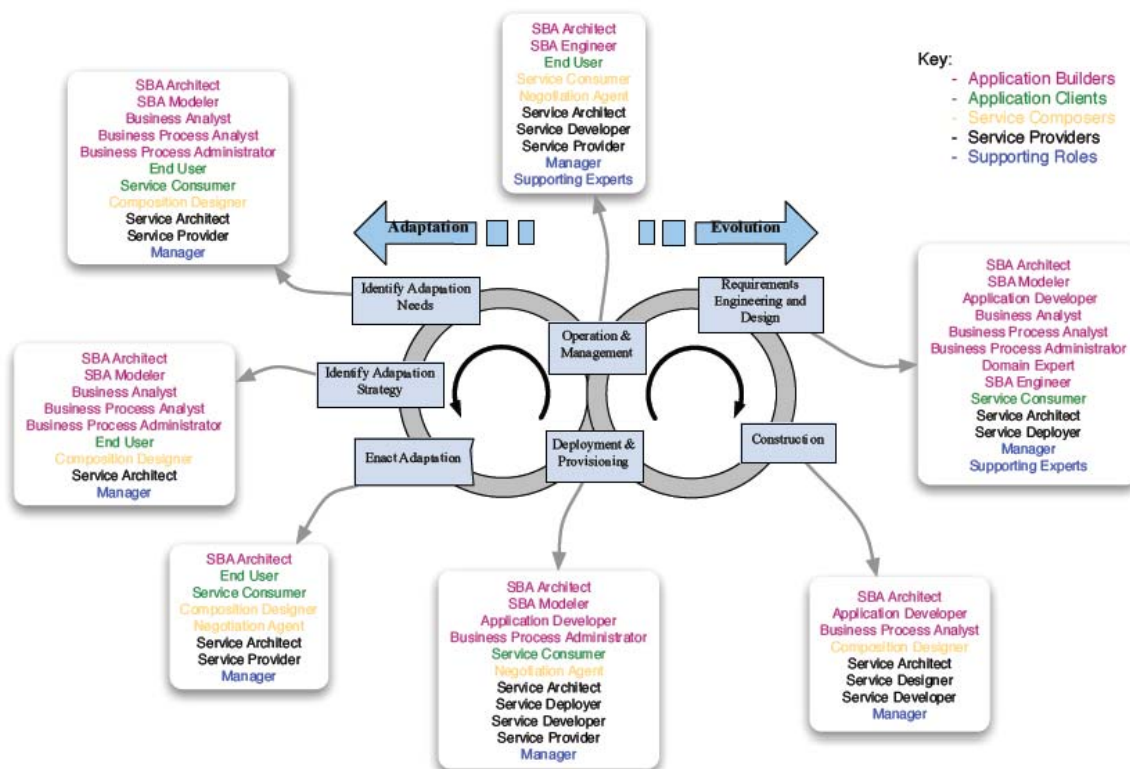 SBA Architect
SBA Engineer
End User
Service Consumer
Negotiation Agent
Service Architect
Service Developer
Service Provider
Manager
Supporting Experts
Key:
- Application Builders
- Application Clients
- Service Composers
- Service Providers
- Supporting Roles
SBA Architect
SBA Modeler
Business Analyst
Business Process Analyst
Business Process Administrator
End User
Service Consumer
Composition Designer
Service Architect
Service Provider
Manager
Adaptation
Evolution
Identify Adaptation
Needs
Operation &
Management
Requirements
Engineering and
Design
Identify Adaptation
Strategy
Enact Adaptation
Deployment &
Provisioning
Construction
SBA Architect
SBA Modeler
Application Developer
Business Analyst
Business Process Analyst
Business Process Administrator
Domain Expert
SBA Engineer
Service Consumer
Service Architect
Service Deployer
Manager
Supporting Experts
SBA Architect
SBA Modeler
Business Analyst
Business Process Analyst
Business Process Administrator
End User
Composition Designer
Service Architect
Manager
SBA Architect
End User
Service Consumer
Composition Designer
Negotiation Agent
Service Architect
Service Provider
Manager
SBA Architect
SBA Modeler
Application Developer
Business Process Administrator
Service Consumer
Negotiation Agent
Service Architect
Service Deployer
Service Developer
Service Provider
Manager
SBA Architect
Application Developer
Business Process Analyst
Composition Designer
Service Architect
Service Designer
Service Developer
Manager